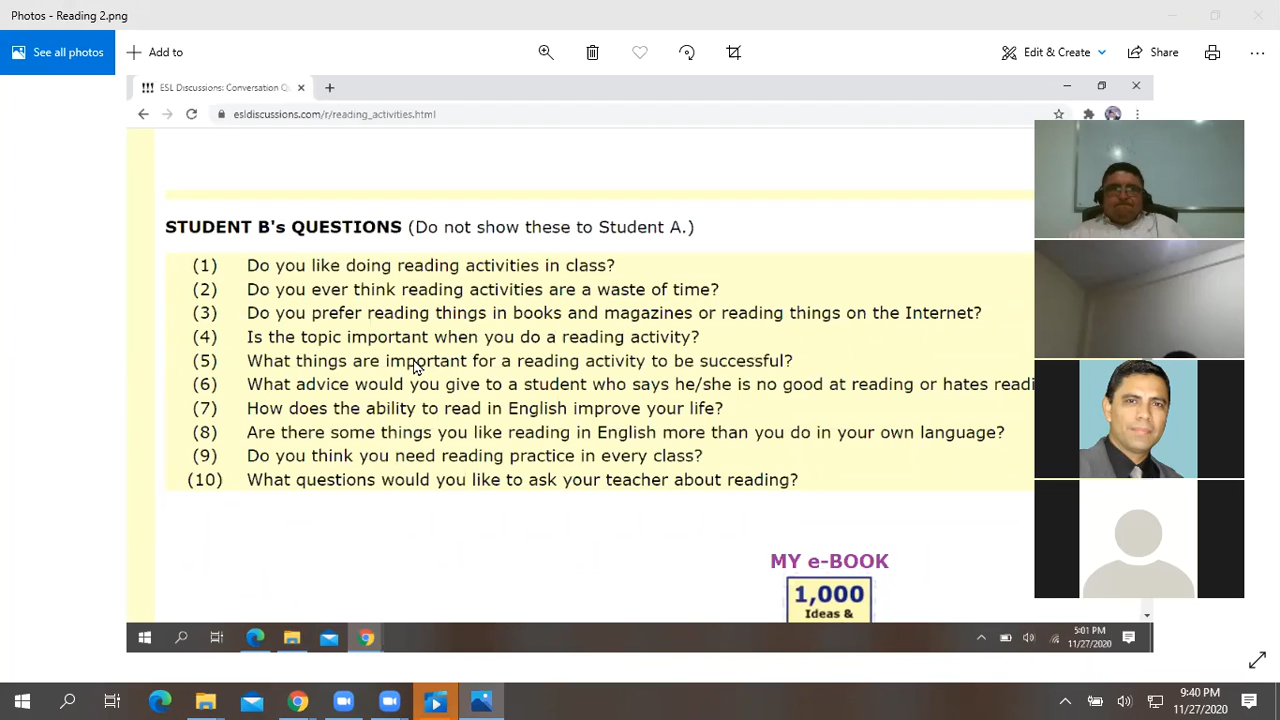 Photos - Reading 2.png
See all photos
Add to
Edit & Create
Share
ESL Discussions: Conversation Q
esldiscussions.com/r/reading_activities.html
STUDENT B's QUESTIONS (Do not show these to Student A.)
(1) Do you like doing reading activities in class?
(2) Do you ever think reading activities are a waste of time?
(3) Do you prefer reading things in books and magazines or reading things on the Internet?
(4) Is the topic important when you do a reading activity?
(5) What things are important for a reading activity to be successful?
(6) What advice would you give to a student who says he/she is no good at reading or hates readi
(7) How does the ability to read in English improve your life?
(8) Are there some things you like reading in English more than you do in your own language?
(9) Do you think you need reading practice in every class?
(10) What questions would you like to ask your teacher about reading?
MY e-BOOK
1,000
Ideas &
5:01 PM
11/27/2020
9:40 PM
11/27/2020